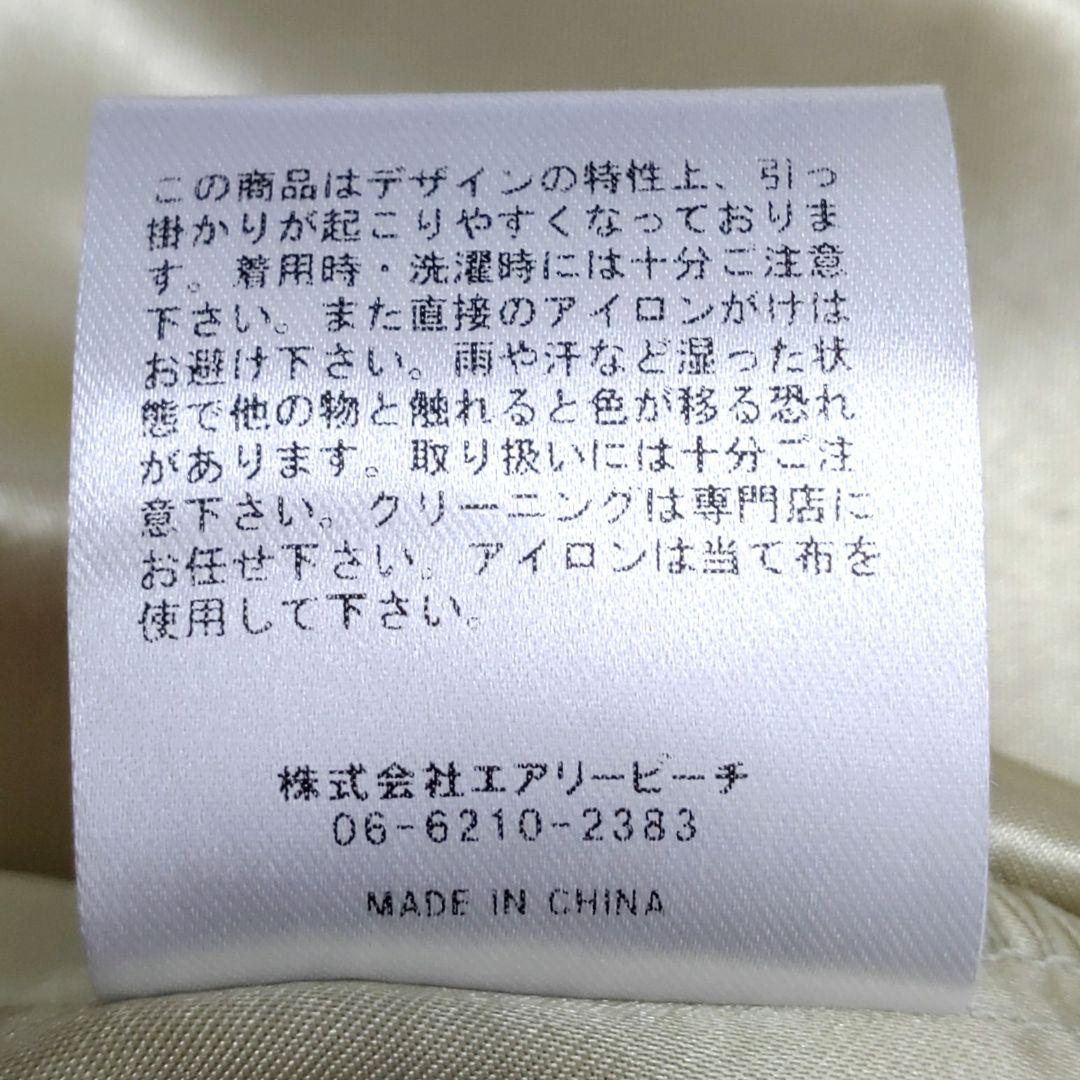 この商品はデザインの特性上、引っ
掛かりが起こりやすくなっておりま
す。着用時・洗濯時には十分ご注意
下さい。また直接のアイロンがけは
お避け下さい。雨や汗など湿った状
態で他の物と触れると色が移る恐れ
があります。取り扱いには十分ご注
意下さい。クリーニングは専門店に
お任せ下さい。アイロンは当て布を
使用して下さい。
株式会社エアリービーチ
06-6210-2383
MADE IN CHINA